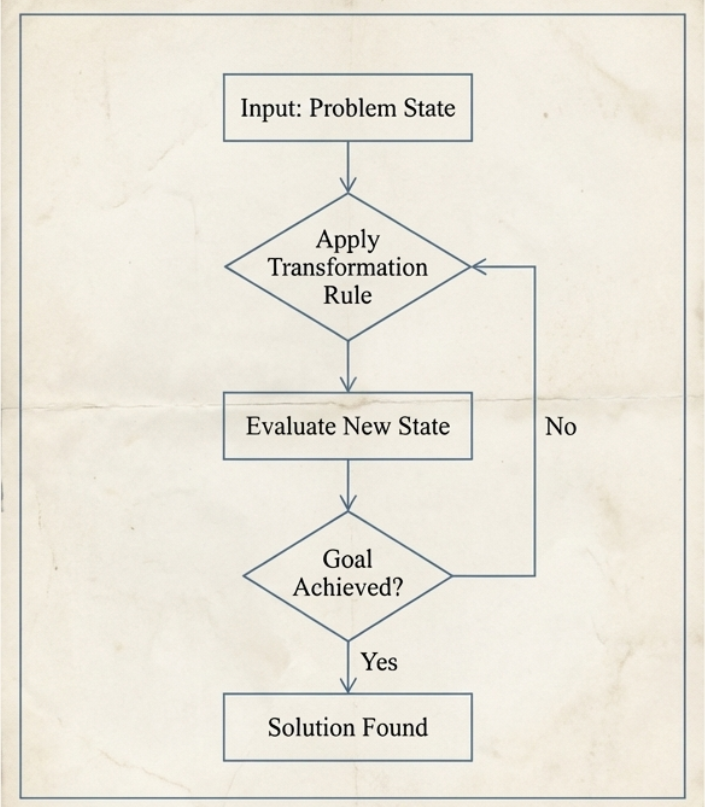 Input: Problem State
Apply
Transformation
Rule
Evaluate New State
No
Goal
Achieved?
Yes
Solution Found